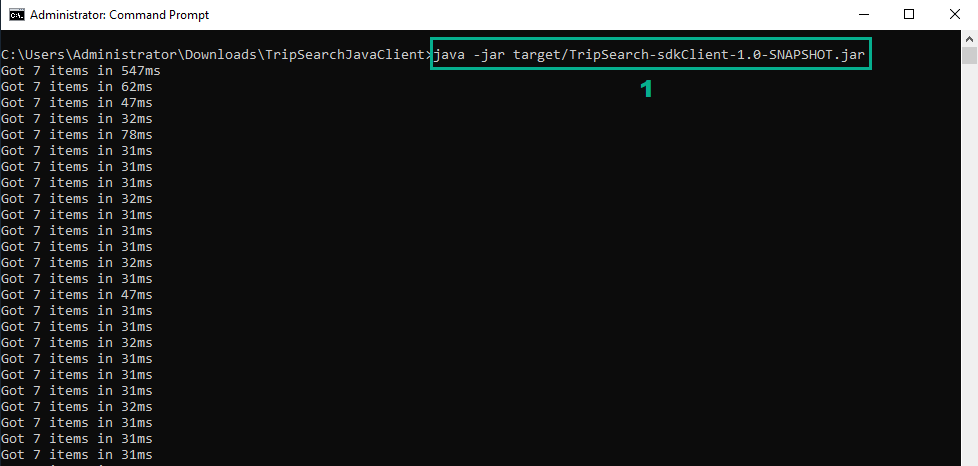 Administrator: Command Prompt
C:\Users\Administrator\Downloads\TripSearchJavaClient>java -jar target/TripSearch-sdkClient-1.0-SNAPSHOT.jar
1
Got 7 items in 547ms
Got 7 items in 62ms
Got 7 items in 47ms
Got 7 items in 32ms
Got 7 items in 78ms
Got 7 items in 31ms
Got 7 items in 31ms
Got 7 items in 31ms
Got 7 items in 32ms
Got 7 items in 31ms
Got 7 items in 31ms
Got 7 items in 31ms
Got 7 items in 32ms
Got 7 items in 31ms
Got 7 items in 47ms
Got 7 items in 31ms
Got 7 items in 31ms
Got 7 items in 32ms
Got 7 items in 31ms
Got 7 items in 31ms
Got 7 items in 31ms
Got 7 items in 32ms
Got 7 items in 31ms
Got 7 items in 31ms
Got 7 items in 31ms